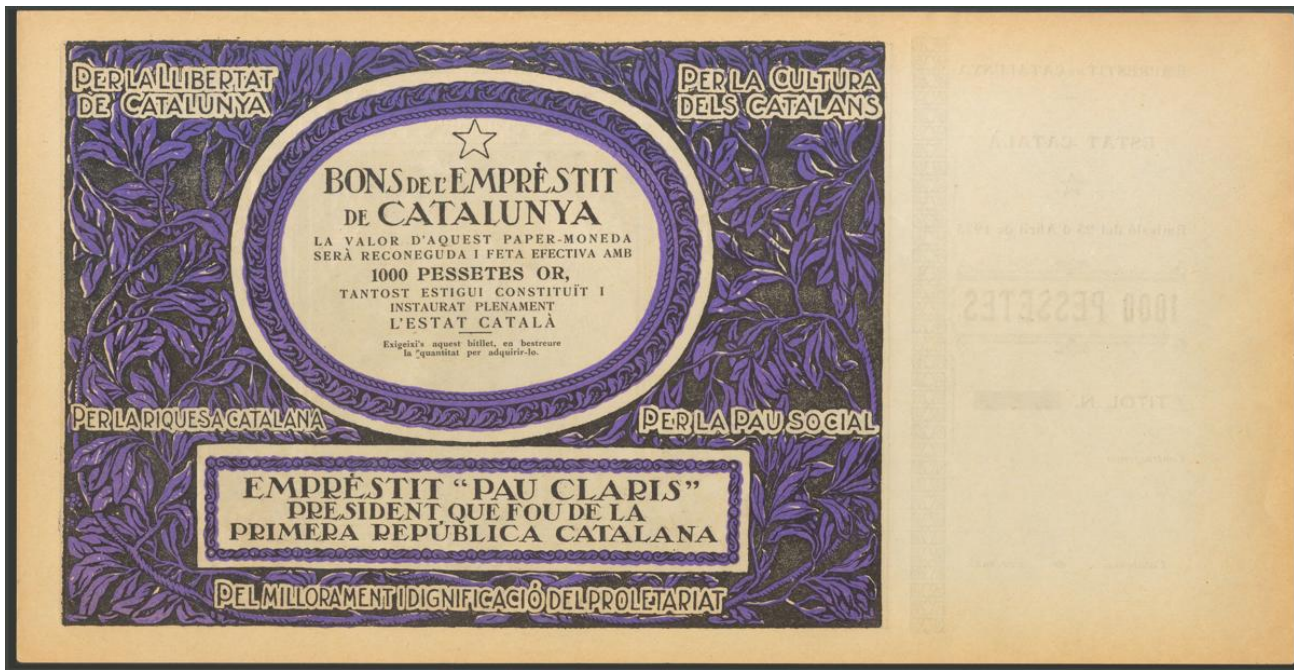 PER LA LLIBERTAT
DE CATALUNYA
PER LA CULTURA
DELS CATALANS
BONS DE L'EMPRÈSTIT
DE CATALUNYA
LA VALOR D'AQUEST PAPER-MONEDA
SERÀ RECONEGUDA I FETA EFECTIVA AMB
1000 PESSETES OR,
TANTOST ESTIGUI CONSTITUÏT I
INSTAURAT PLENAMENT
L'ESTAT CATALÀ
Exigeixi's aquest bitllet, en bestreure
la quantitat per adquirir-lo.
PER LA RIQUESA CATALANA
PER LA PAU SOCIAL
EMPRÈSTIT "PAU CLARIS"
PRESIDENT QUE FOU DE LA
PRIMERA REPÚBLICA CATALANA
PEL MILLORAMENT I DIGNIFICACIÓ DEL PROLETARIAT
ESTAT CATALÀ
1000 PESSETES
TITOL N.